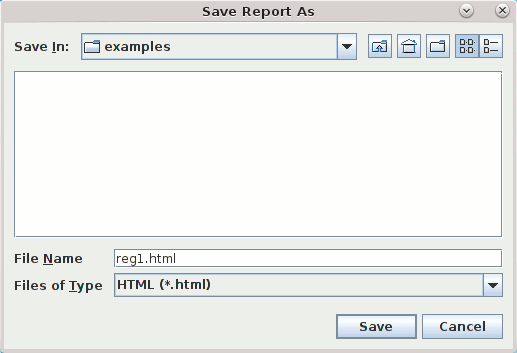 Save Report As
Save In: examples
File Name reg1.html
Files of Type HTML (*.html)
Save Cancel